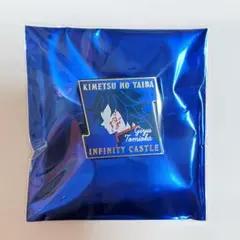 KIMETSU NO YAIBA
Giyu
Tomioka
INFINITY CASTLE